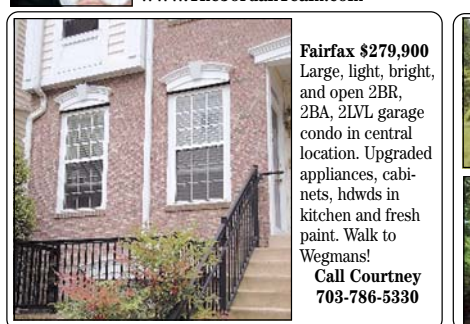 Fairfax $279,900
Large, light, bright,
and open 2BR,
2BA, 2LVL garage
condo in central
location. Upgraded
appliances, cabi-
nets, hdwds in
kitchen and fresh
paint. Walk to
Wegmans!
Call Courtney
703-786-5330